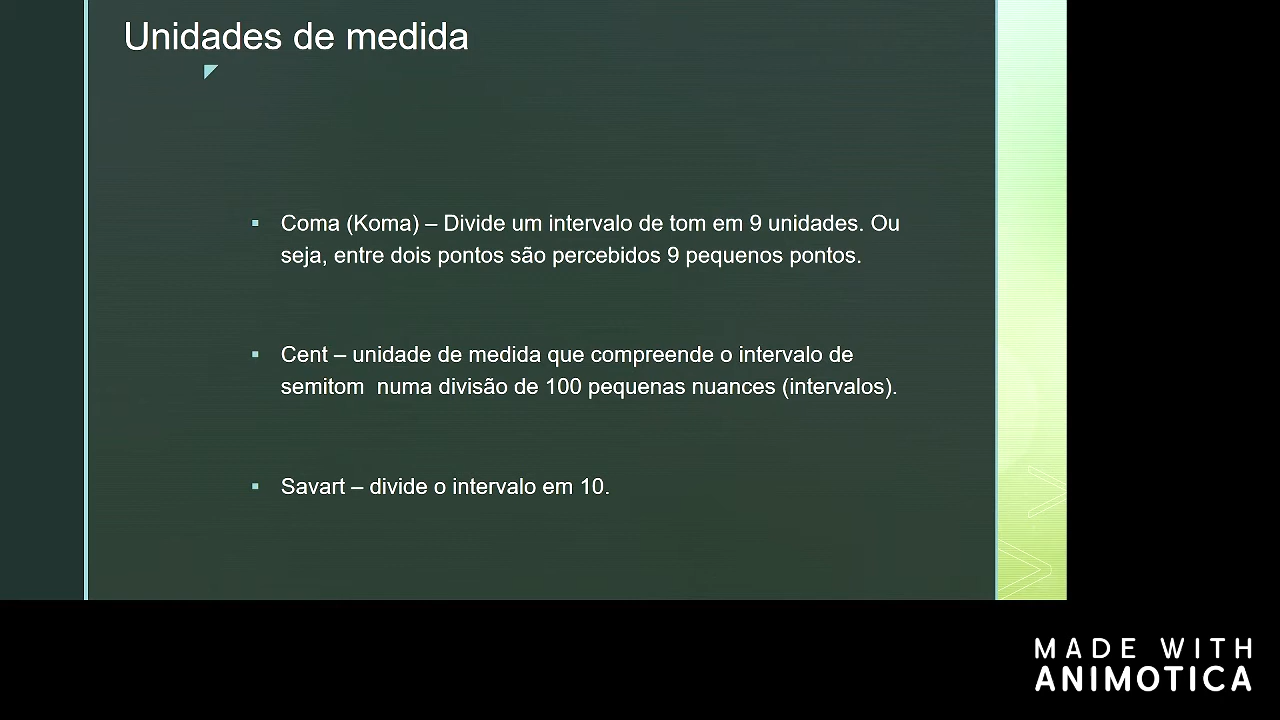 Unidades de medida
Coma (Koma) – Divide um intervalo de tom em 9 unidades. Ou
seja, entre dois pontos são percebidos 9 pequenos pontos.
Cent – unidade de medida que compreende o intervalo de
semitom  numa divisão de 100 pequenas nuances (intervalos).
Savart – divide o intervalo em 10.
MADE WITH
ANIMOTICA